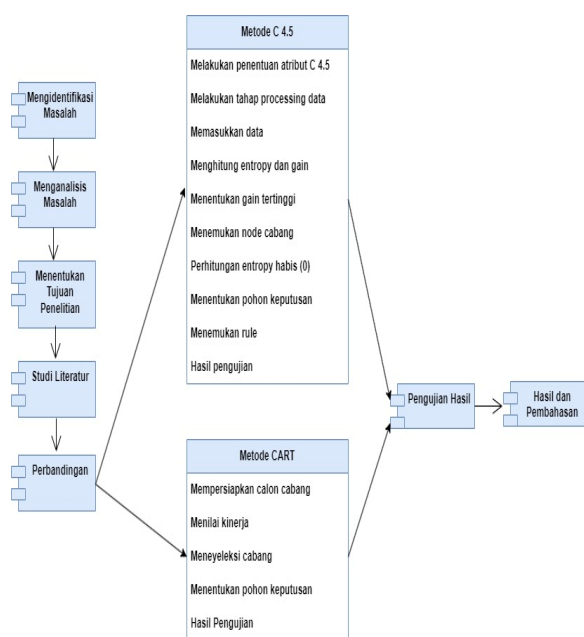 Mengidentifikasi
Masalah
Menganalisis
Masalah
Menentukan
Tujuan
Penelitian
Studi Literatur
Perbandingan
Metode C 4.5
Melakukan penentuan atribut C 4.5
Melakukan tahap processing data
Memasukkan data
Menghitung entropy dan gain
Menentukan gain tertinggi
Menemukan node cabang
Perhitungan entropy habis (0)
Menentukan pohon keputusan
Menemukan rule
Hasil pengujian
Metode CART
Mempersiapkan calon cabang
Menilai kinerja
Meneyeleksi cabang
Menentukan pohon keputusan
Hasil Pengujian
Pengujian Hasil
Hasil dan
Pembahasan